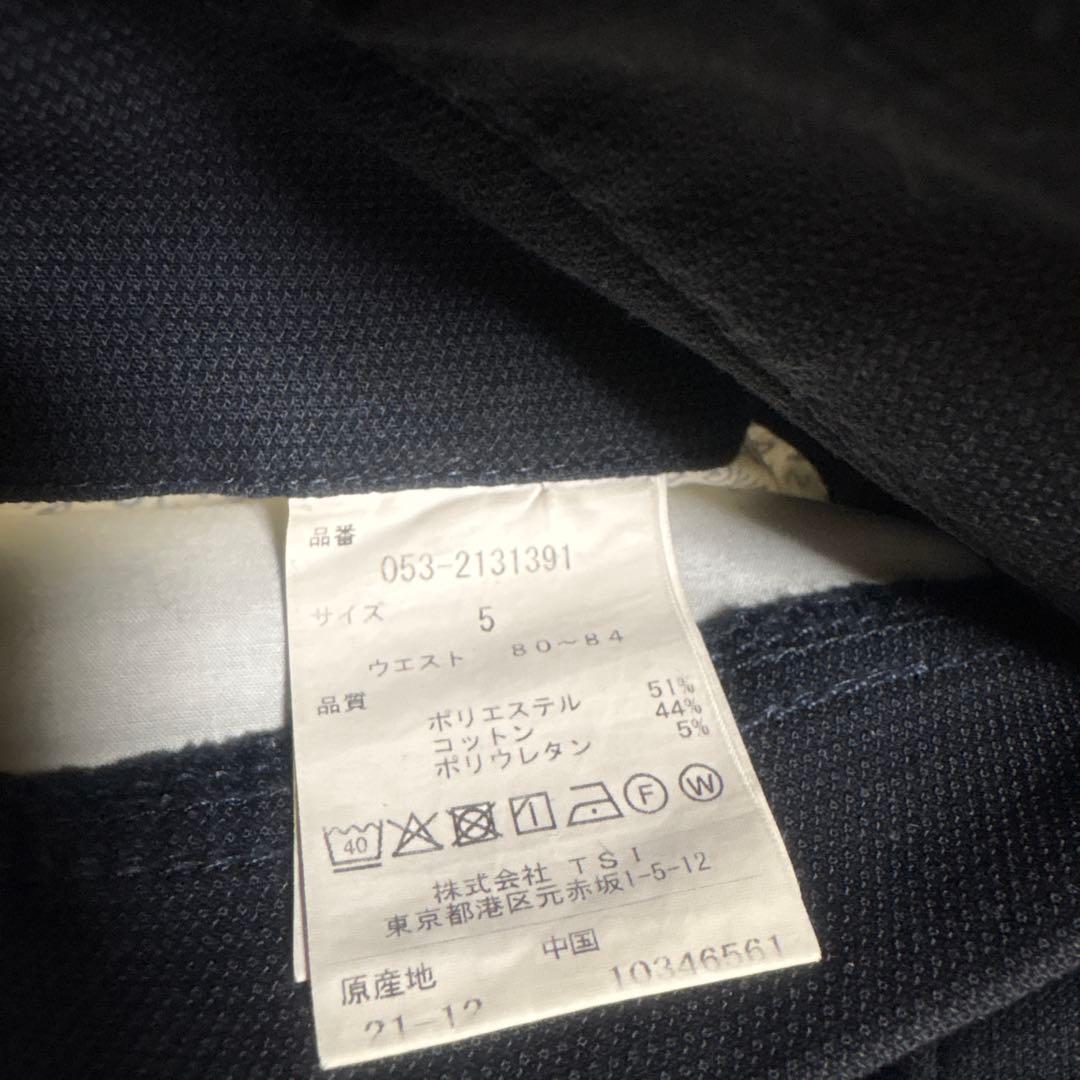 品番
053-2131391
サイズ 5
ウエスト 80～84
品質
ポリエステル 51%
コットン 44%
ポリウレタン 5%
40 F W
株式会社 TSI
東京都港区元赤坂1-5-12
原産地 中国
21-12 10346561